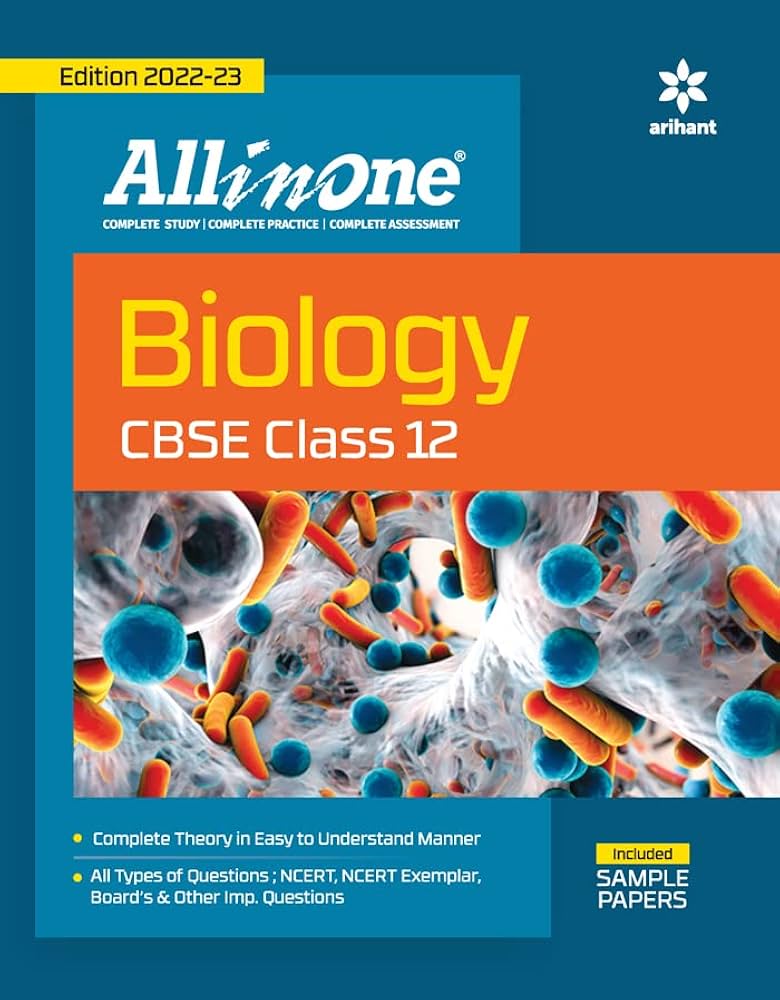 Edition 2022-23
arihant
All in One®
COMPLETE STUDY | COMPLETE PRACTICE | COMPLETE ASSESSMENT
Biology
CBSE Class 12
• Complete Theory in Easy to Understand Manner
• All Types of Questions ; NCERT, NCERT Exemplar,
Board's & Other Imp. Questions
Included
SAMPLE
PAPERS